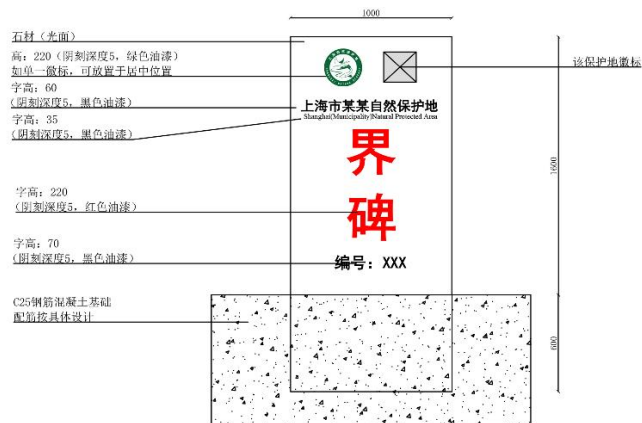 1000
石材（光面）
高：220（阴刻深度5，绿色油漆）
如单一徽标，可放置于居中位置
该保护地徽标
字高：60
（阴刻深度5，黑色油漆）
上海市某某自然保护地
Shanghai(Municipality)Natural Protected Area
字高：35
（阴刻深度5，黑色油漆）
界
碑
1600
字高：220
（阴刻深度5，红色油漆）
字高：70
（阴刻深度5，黑色油漆）
编号：XXX
C25钢筋混凝土基础
配筋按具体设计
600